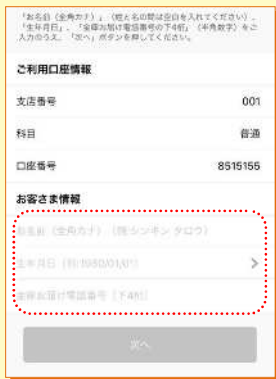 「お名前（全角カナ）」（姓と名の間は空白を入れてください）、
「生年月日」、「金庫お届け電話番号の下4桁」（半角数字）をご
入力のうえ、「次へ」ボタンを押してください。
ご利用口座情報
支店番号 001
科目 普通
口座番号 8515155
お客さま情報
お名前（全角カナ）（例:シンキン タロウ）
生年月日（例:1980/01/01）
金庫お届け電話番号（下4桁）
次へ